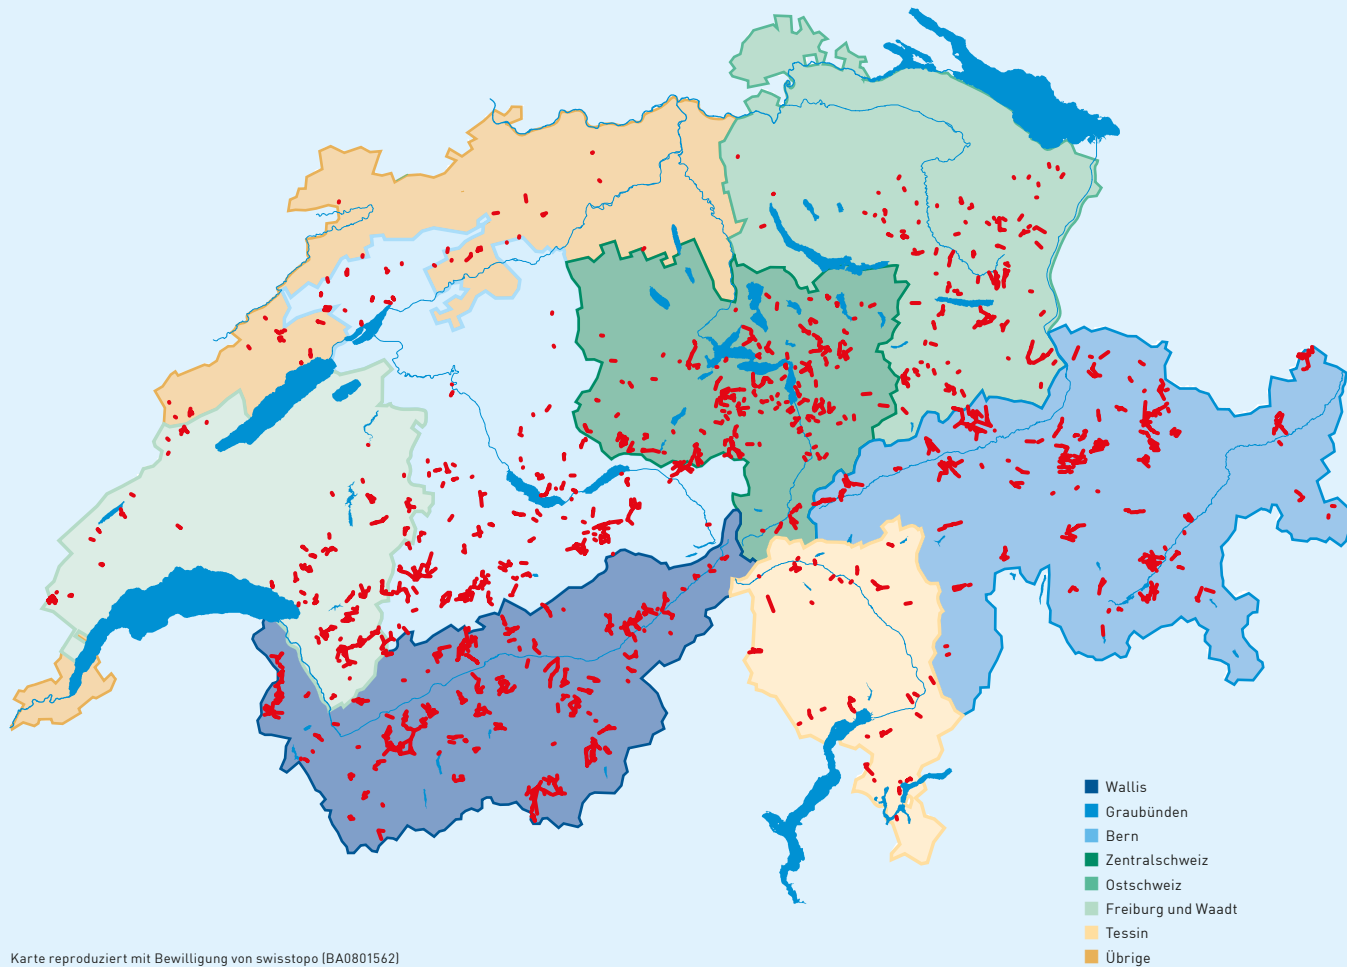 Wallis
Graubünden
Bern
Zentralschweiz
Ostschweiz
Freiburg und Waadt
Tessin
Übrige
Karte reproduziert mit Bewilligung von swisstopo (BA0801562)